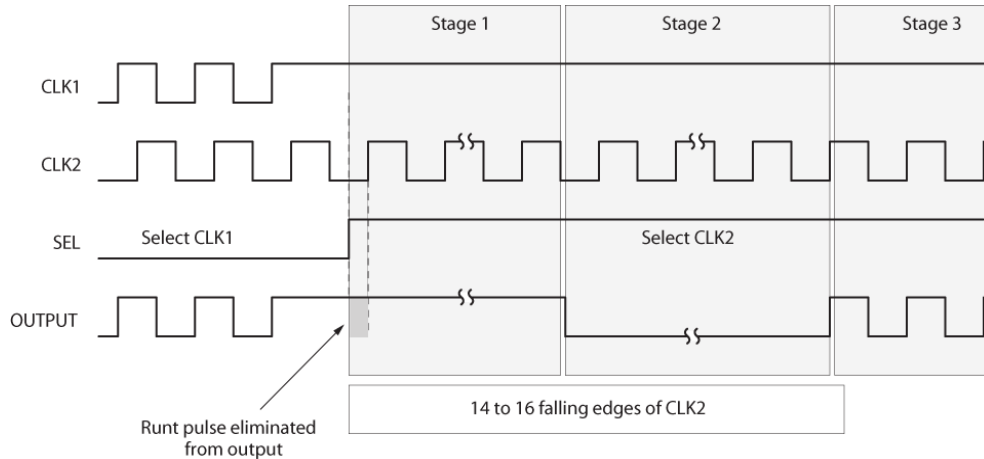 Stage 1
Stage 2
Stage 3
CLK1
CLK2
SEL
Select CLK1
Select CLK2
OUTPUT
14 to 16 falling edges of CLK2
Runt pulse eliminated
from output